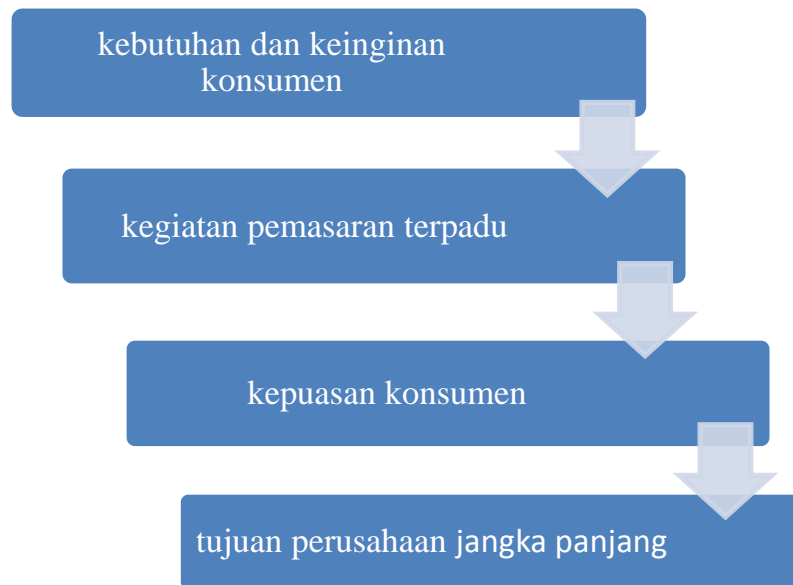 kebutuhan dan keinginan
konsumen
kegiatan pemasaran terpadu
kepuasan konsumen
tujuan perusahaan jangka panjang